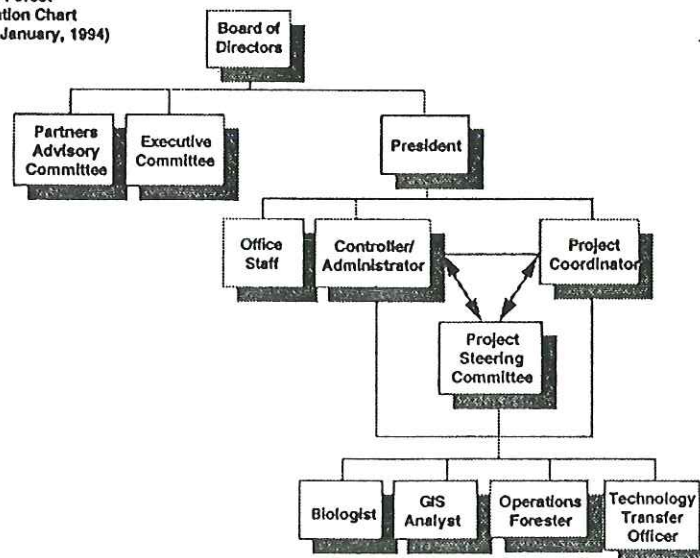 Forest
ation Chart
January, 1994)
Board of
Directors
Partners
Advisory
Committee
Executive
Committee
President
Office
Staff
Controller/
Administrator
Project
Coordinator
Project
Steering
Committee
Biologist
GIS
Analyst
Operations
Forester
Technology
Transfer
Officer